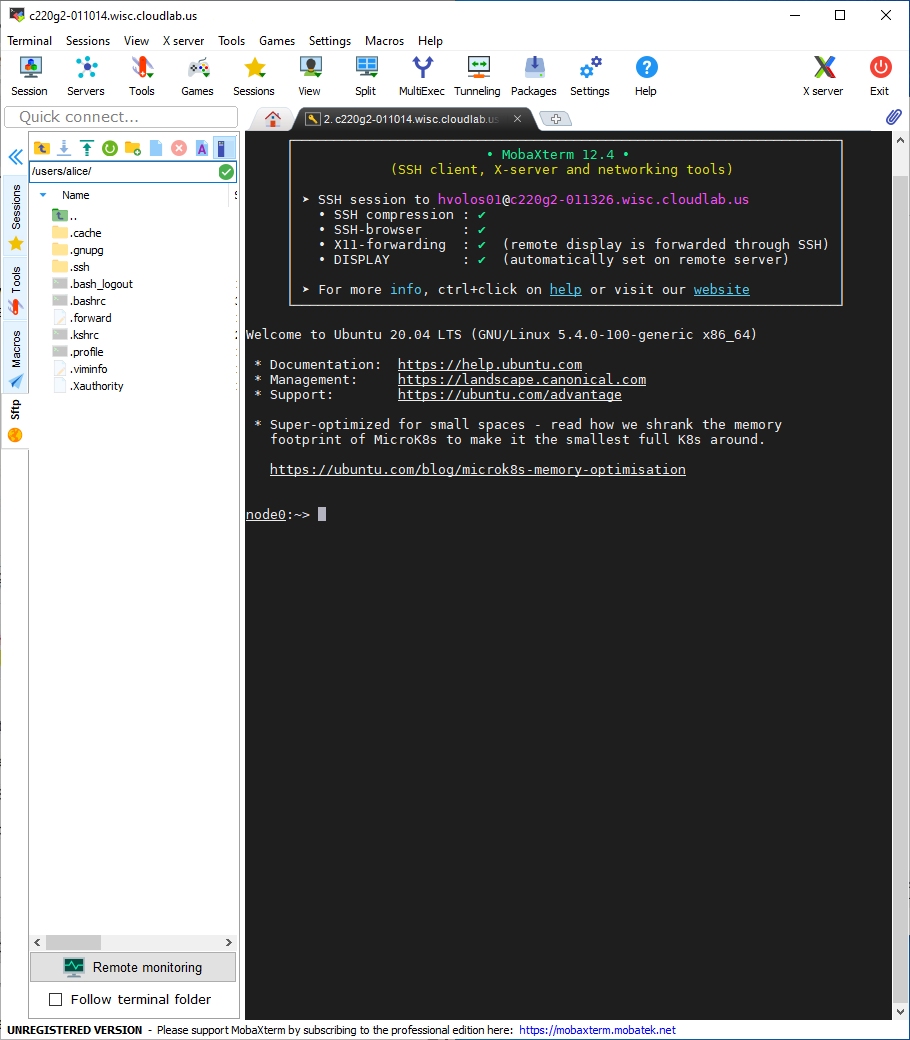 c220g2-011014.wisc.cloudlab.us
Terminal Sessions View X server Tools Games Settings Macros Help
Session Servers Tools Games Sessions View Split MultiExec Tunneling Packages Settings Help X server Exit
Quick connect...
2. c220g2-011014.wisc.cloudlab.us
/users/alice/
Name
..
.cache
.gnupg
.ssh
.bash_logout
.bashrc
.forward
.kshrc
.profile
.viminfo
.Xauthority
Sessions
Tools
Macros
Sftp
• MobaXterm 12.4 •
(SSH client, X-server and networking tools)
➤ SSH session to hvolos01@c220g2-011326.wisc.cloudlab.us
• SSH compression : ✔
• SSH-browser : ✔
• X11-forwarding : ✔ (remote display is forwarded through SSH)
• DISPLAY : ✔ (automatically set on remote server)
➤ For more info, ctrl+click on help or visit our website
Welcome to Ubuntu 20.04 LTS (GNU/Linux 5.4.0-100-generic x86_64)
* Documentation: https://help.ubuntu.com
* Management: https://landscape.canonical.com
* Support: https://ubuntu.com/advantage
* Super-optimized for small spaces - read how we shrank the memory
footprint of MicroK8s to make it the smallest full K8s around.
https://ubuntu.com/blog/microk8s-memory-optimisation
node0:~>
Remote monitoring
Follow terminal folder
UNREGISTERED VERSION - Please support MobaXterm by subscribing to the professional edition here: https://mobaxterm.mobatek.net